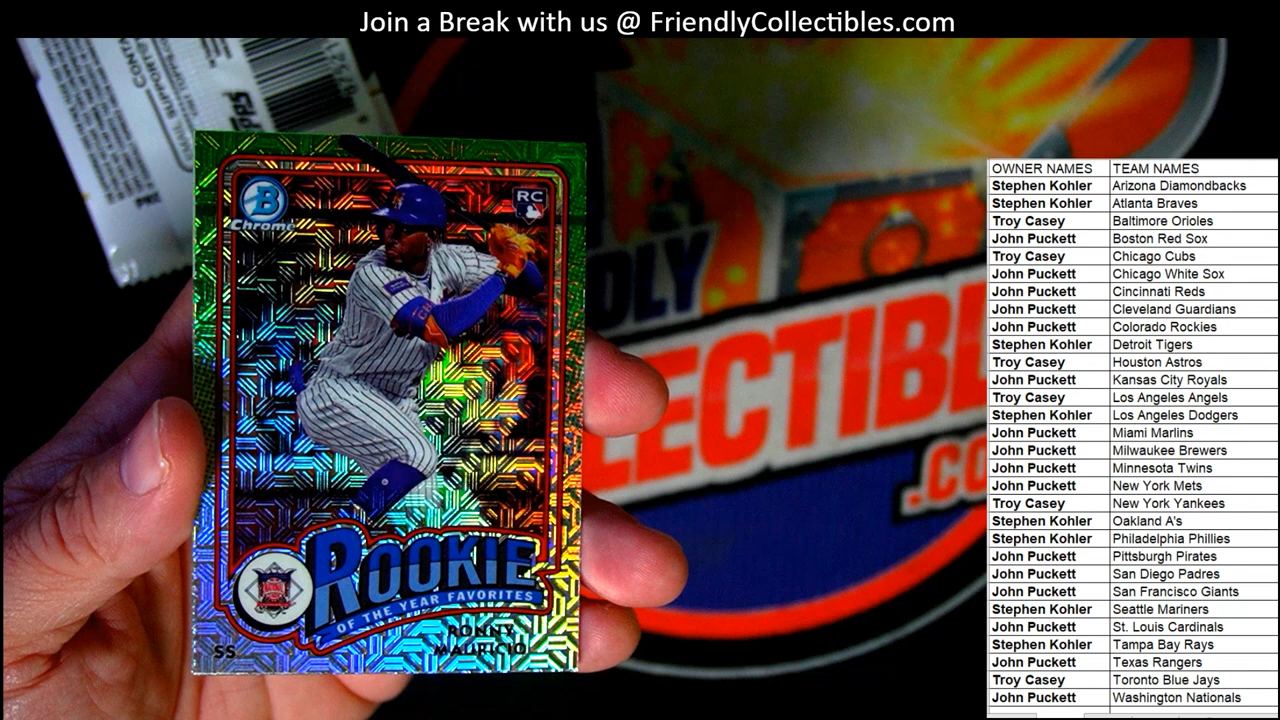 Join a Break with us @ FriendlyCollectibles.com
B
Chrome
RC
ROOKIE
OF THE YEAR FAVORITES
RONNY
MAURICIO
SS
DLY
LECTIBL
.CO
OWNER NAMES TEAM NAMES
Stephen Kohler Arizona Diamondbacks
Stephen Kohler Atlanta Braves
Troy Casey Baltimore Orioles
John Puckett Boston Red Sox
Troy Casey Chicago Cubs
John Puckett Chicago White Sox
John Puckett Cincinnati Reds
John Puckett Cleveland Guardians
John Puckett Colorado Rockies
Stephen Kohler Detroit Tigers
Troy Casey Houston Astros
John Puckett Kansas City Royals
Troy Casey Los Angeles Angels
Stephen Kohler Los Angeles Dodgers
John Puckett Miami Marlins
John Puckett Milwaukee Brewers
John Puckett Minnesota Twins
John Puckett New York Mets
Troy Casey New York Yankees
Stephen Kohler Oakland A's
Stephen Kohler Philadelphia Phillies
John Puckett Pittsburgh Pirates
John Puckett San Diego Padres
John Puckett San Francisco Giants
Stephen Kohler Seattle Mariners
John Puckett St. Louis Cardinals
Stephen Kohler Tampa Bay Rays
John Puckett Texas Rangers
Troy Casey Toronto Blue Jays
John Puckett Washington Nationals